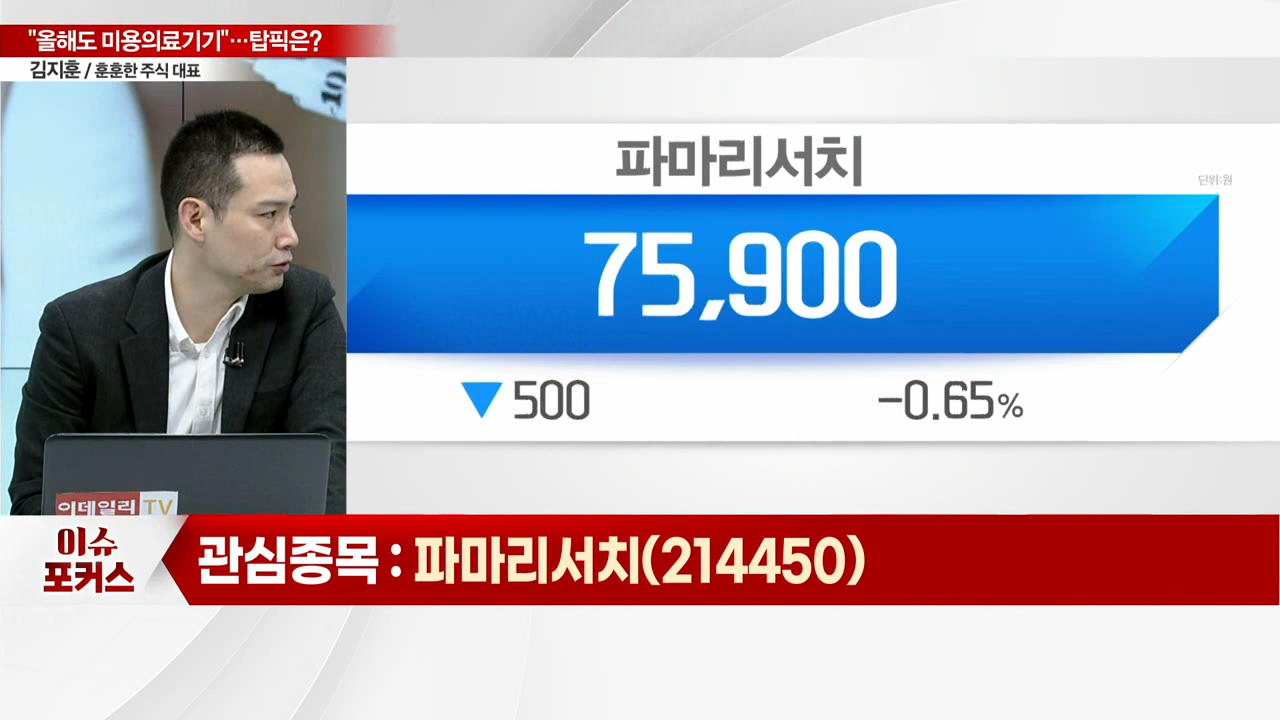 "올해도 미용의료기기"…탑픽은?
김지훈 / 훈훈한 주식 대표
-10
파마리서치
단위:원
75,900
▼ 500
-0.65%
이데일리 TV
이슈
포커스
관심종목 : 파마리서치(214450)